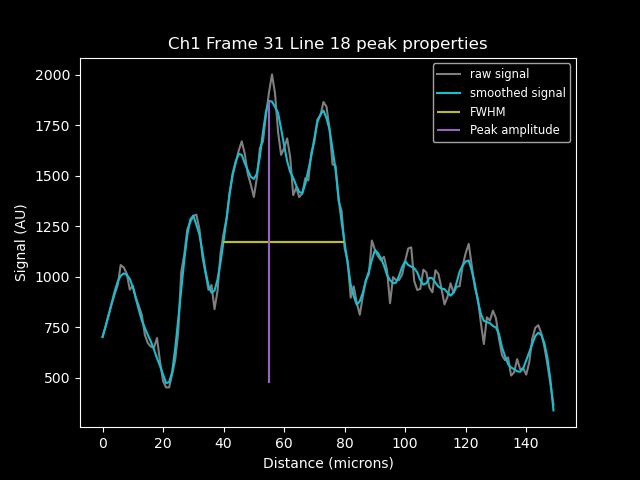 Ch1 Frame 31 Line 18 peak properties
raw signal
smoothed signal
FWHM
Peak amplitude
Signal (AU)
2000
1750
1500
1250
1000
750
500
0 20 40 60 80 100 120 140
Distance (microns)